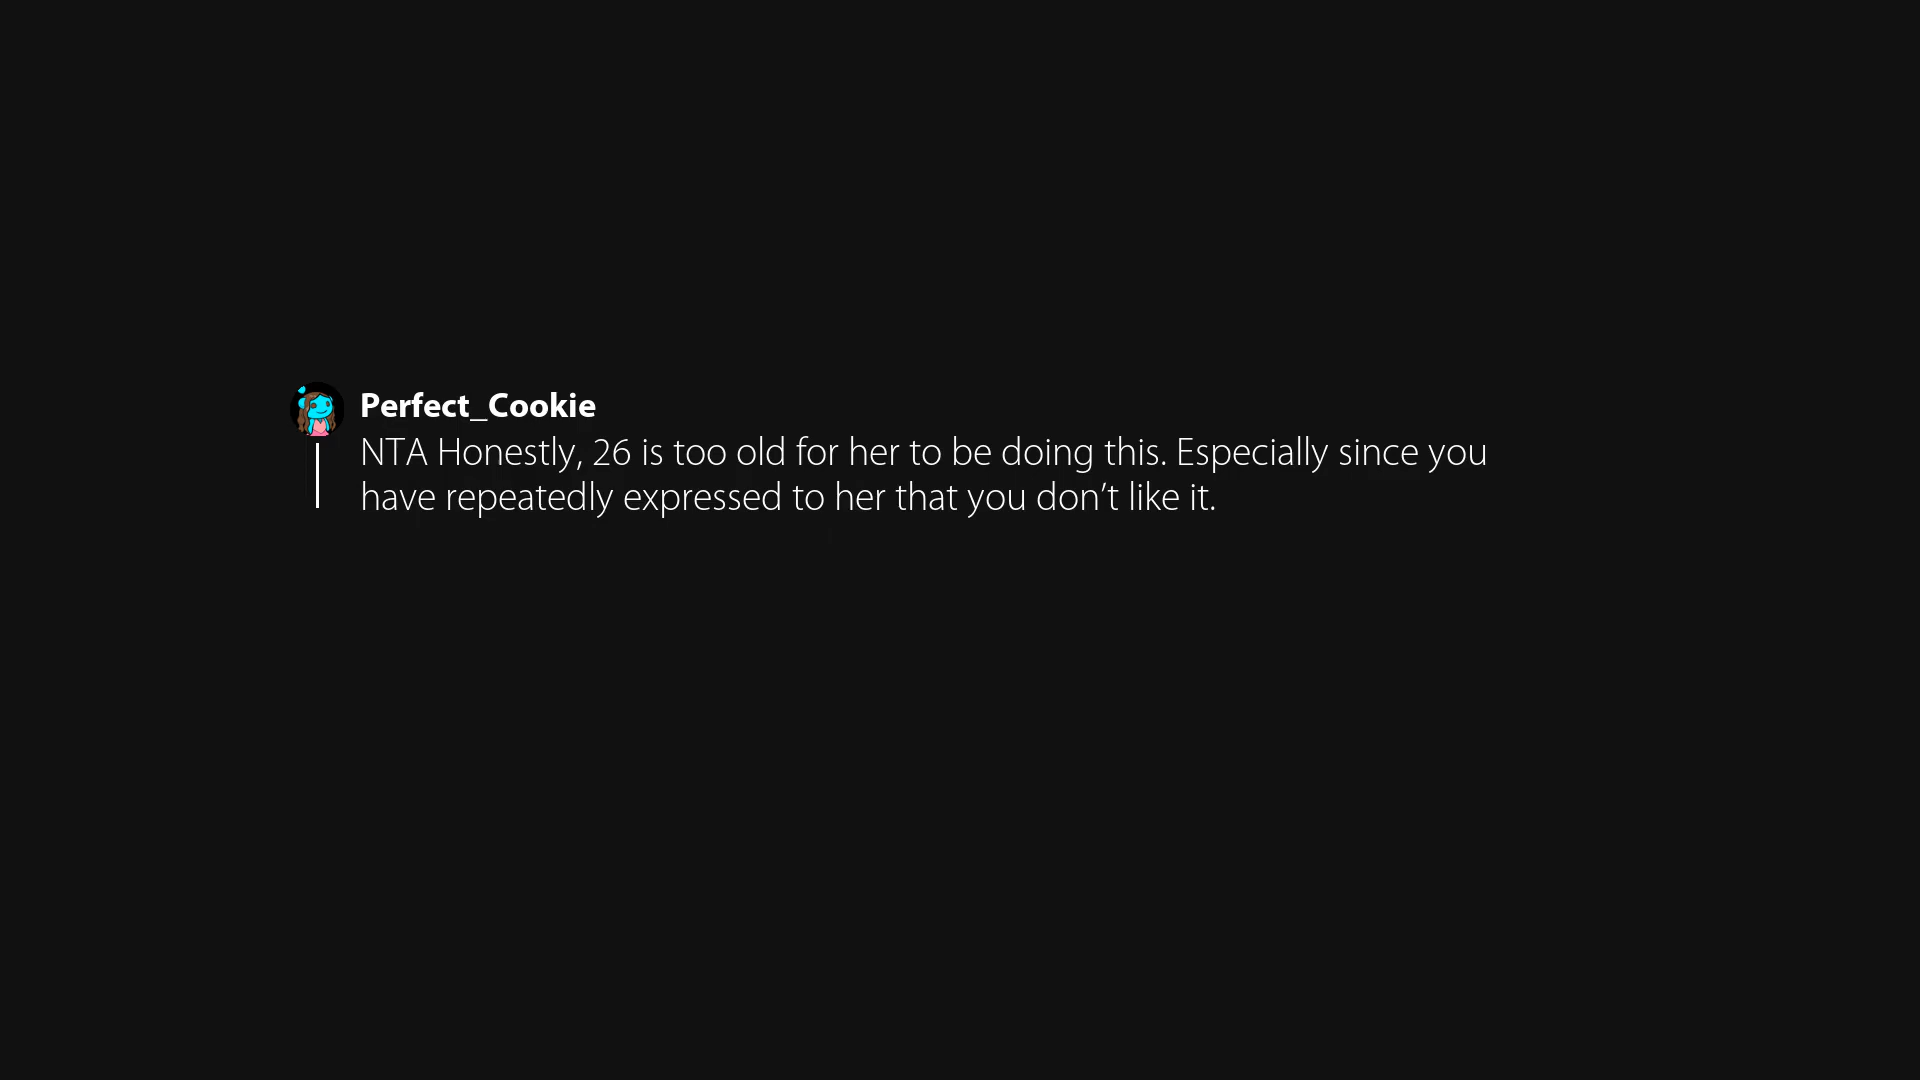 Perfect_Cookie
NTA Honestly, 26 is too old for her to be doing this. Especially since you
have repeatedly expressed to her that you don’t like it.